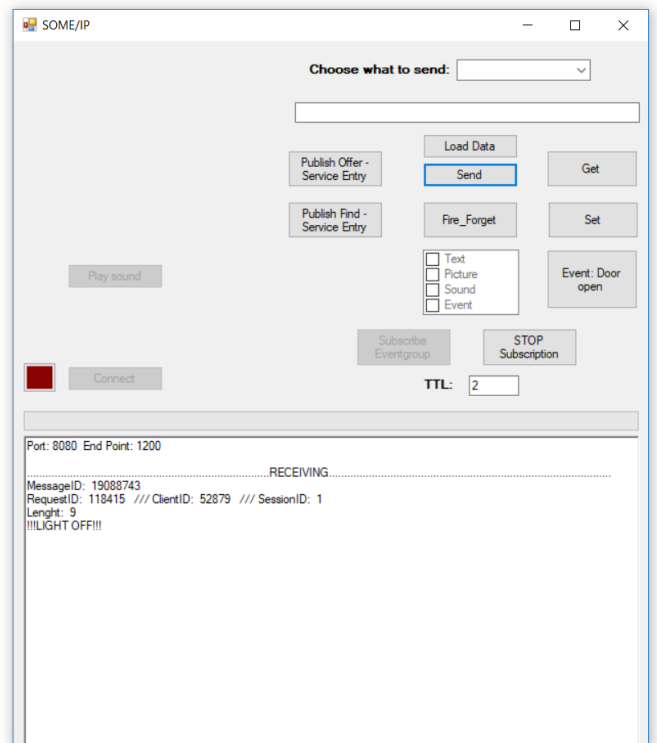 SOME/IP
Choose what to send:
Load Data
Publish Offer -
Service Entry
Send
Get
Publish Find -
Service Entry
Fire_Forget
Set
Play sound
Text
Picture
Sound
Event
Event: Door
open
Subscribe
Eventgroup
STOP
Subscription
Connect
TTL: 2
Port: 8080 End Point: 1200
..........RECEIVING..........
MessageID: 19088743
RequestID: 118415 /// ClientID: 52879 /// SessionID: 1
Lenght: 9
!!!LIGHT OFF!!!